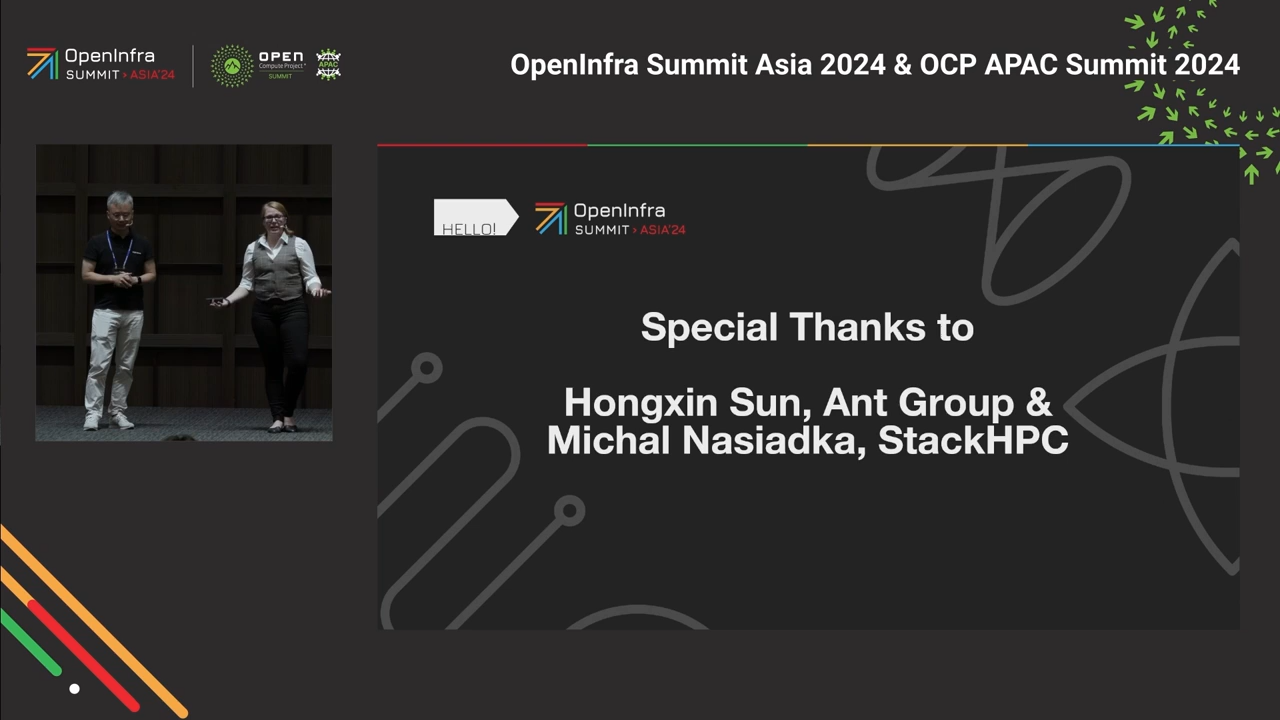 OpenInfra
SUMMIT › ASIA'24
OPEN
Compute Project®
SUMMIT
APAC
OpenInfra Summit Asia 2024 & OCP APAC Summit 2024
HELLO!
OpenInfra
SUMMIT › ASIA'24
Special Thanks to
Hongxin Sun, Ant Group &
Michal Nasiadka, StackHPC